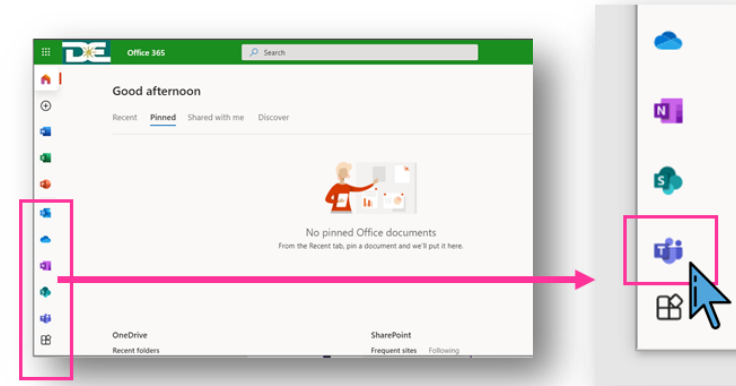 DE Office 365 Search
Good afternoon
Recent Pinned Shared with me Discover
No pinned Office documents
From the Recent tab, pin a document and we'll put it here.
OneDrive SharePoint
Recent folders Frequent sites Following
N
S
T